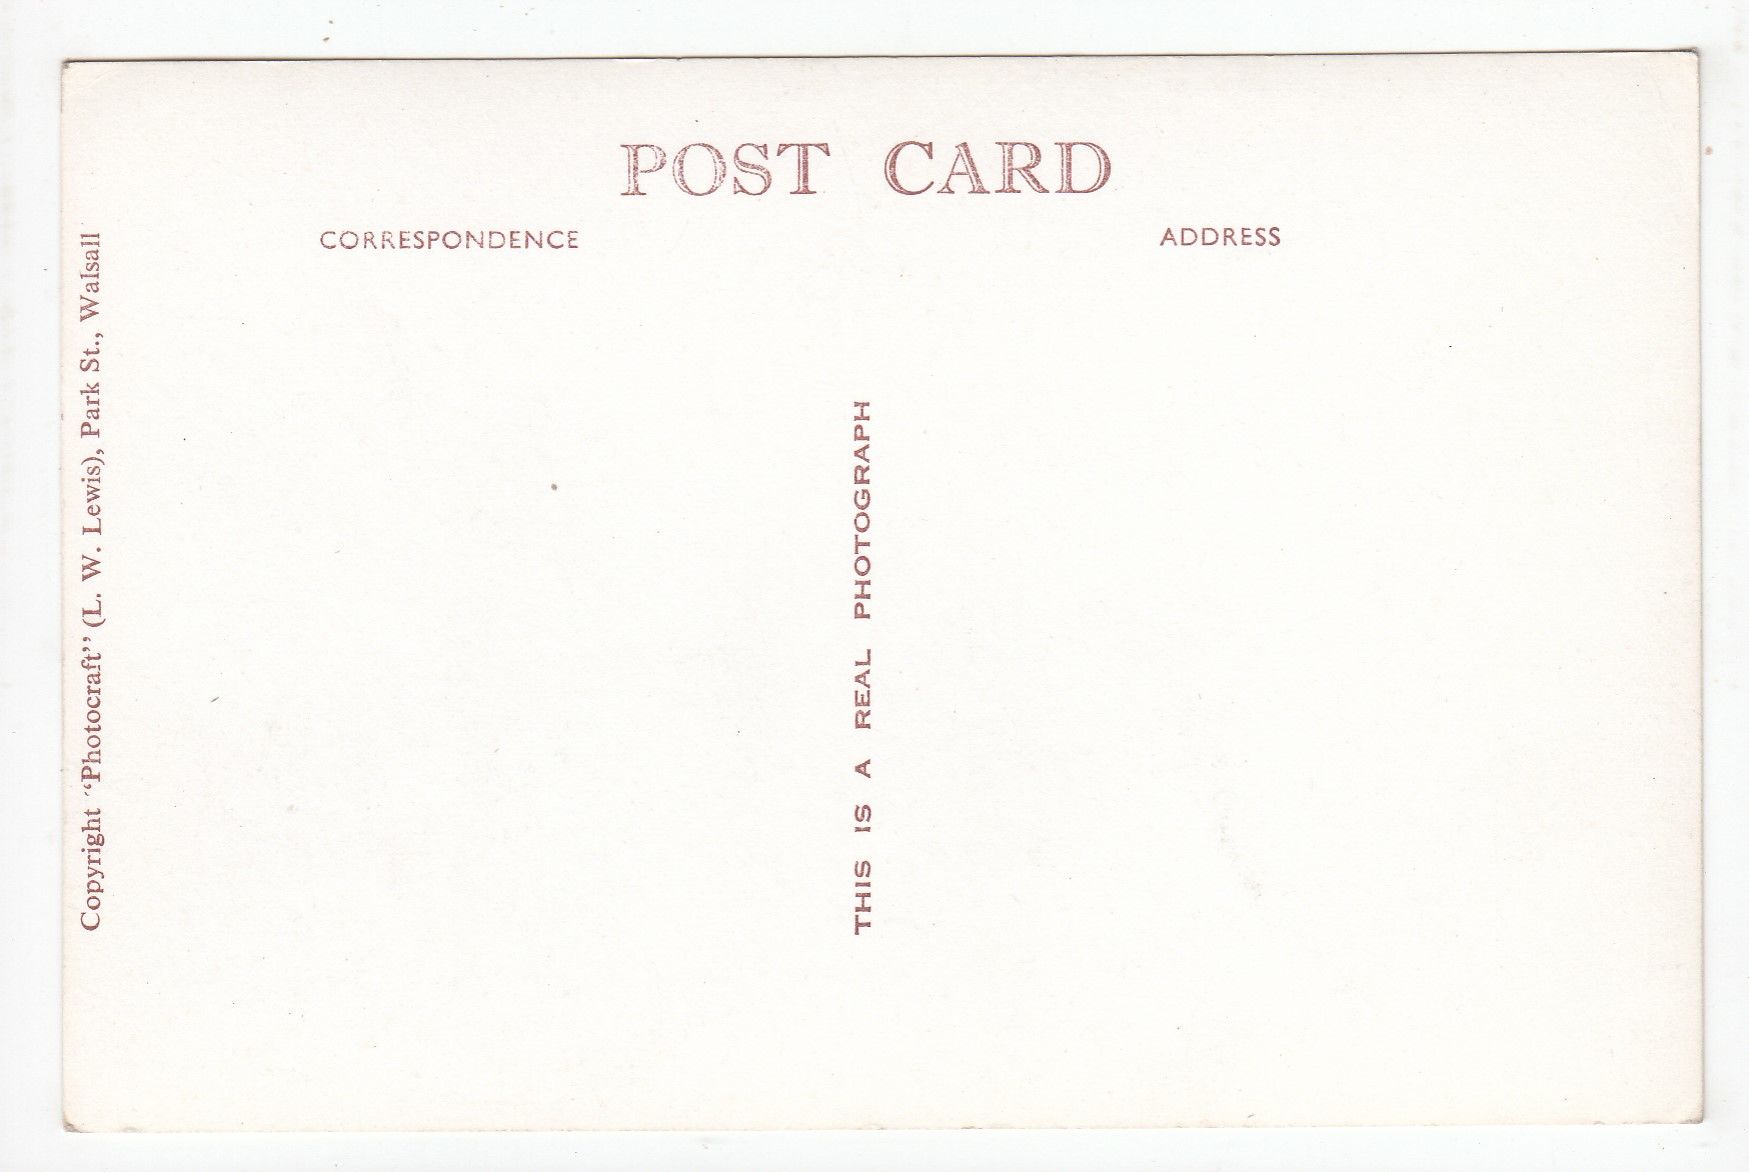 POST CARD
CORRESPONDENCE
ADDRESS
Copyright "Photocraft" (L. W. Lewis), Park St., Walsall
THIS IS A REAL PHOTOGRAPH